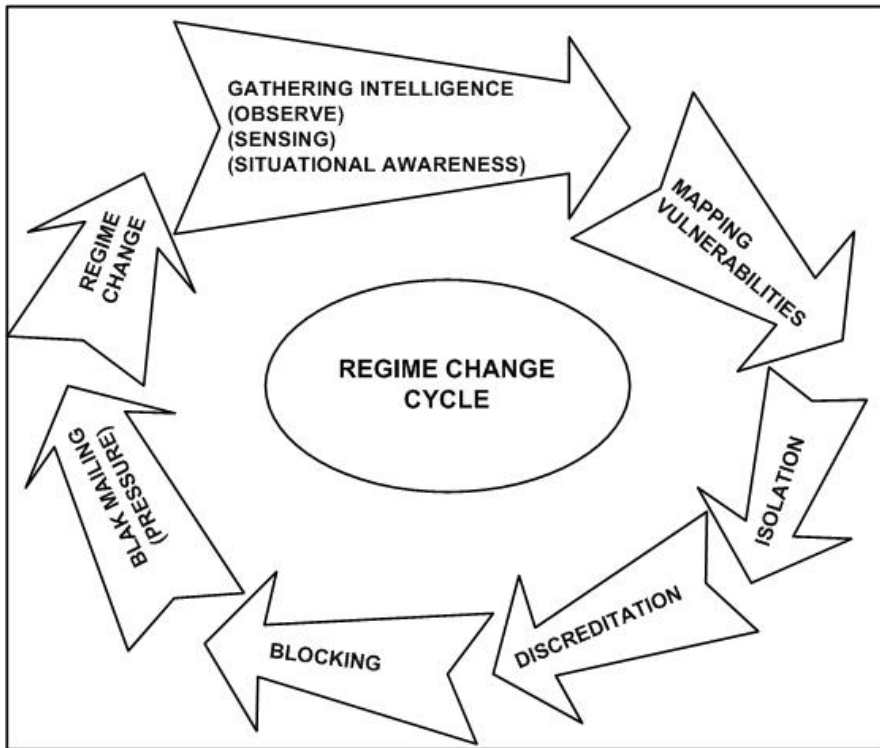 GATHERING INTELLIGENCE
(OBSERVE)
(SENSING)
(SITUATIONAL AWARENESS)
MAPPING
VULNERABILITIES
ISOLATION
DISCREDITATION
BLOCKING
BLAK MAILING
(PRESSURE)
REGIME
CHANGE
REGIME CHANGE
CYCLE